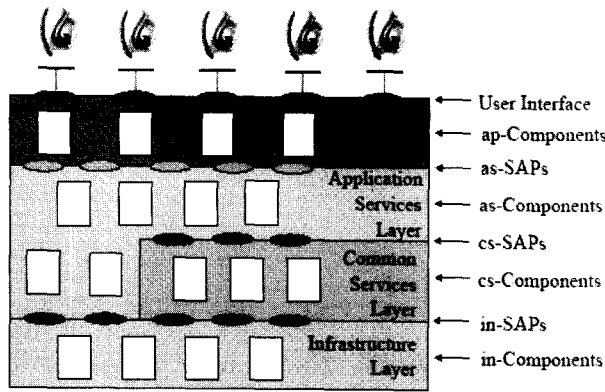 User Interface
ap-Components
as-SAPs
Application
Services
Layer
as-Components
cs-SAPs
Common
Services
Layer
cs-Components
in-SAPs
Infrastructure
Layer
in-Components